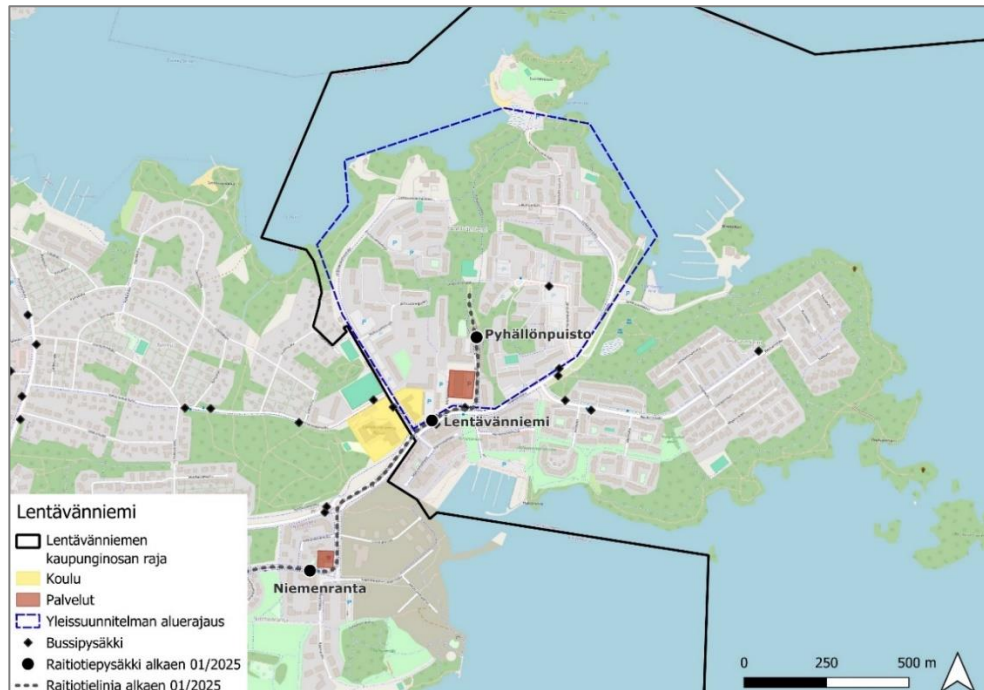 Pyhällönpuisto
Lentävänniemi
Niemenranta
Lentävänniemi
Lentävänniemen
kaupunginosan raja
Koulu
Palvelut
Yleissuunnitelman aluerajaus
Bussipysäkki
Raitiotiepysäkki alkaen 01/2025
Raitiotielinja alkaen 01/2025
0 250 500 m